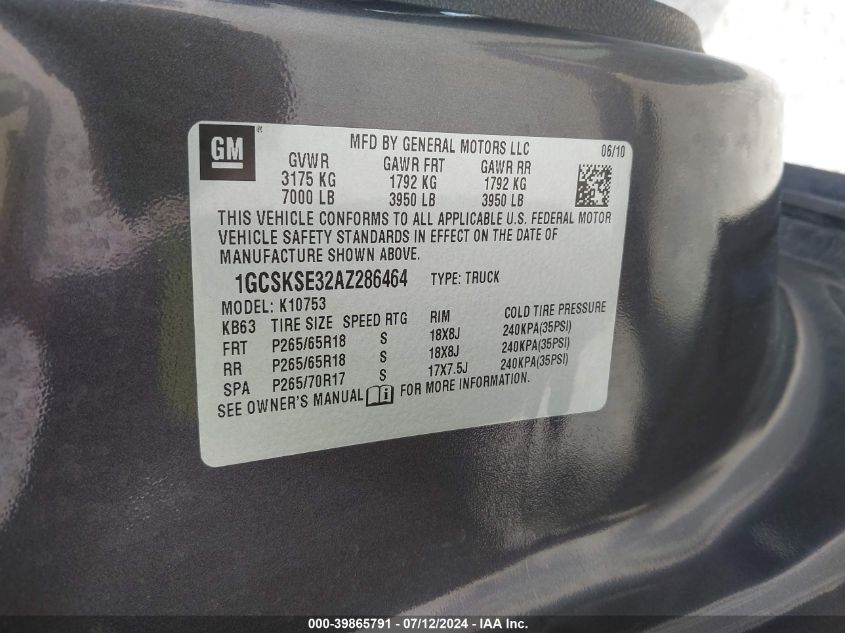 GM ®
MFD BY GENERAL MOTORS LLC 06/10
GVWR GAWR FRT GAWR RR
3175 KG 1792 KG 1792 KG
7000 LB 3950 LB 3950 LB
THIS VEHICLE CONFORMS TO ALL APPLICABLE U.S. FEDERAL MOTOR
VEHICLE SAFETY STANDARDS IN EFFECT ON THE DATE OF
MANUFACTURE SHOWN ABOVE.
1GCSKSE32AZ286464 TYPE: TRUCK
MODEL: K10753
KB63 TIRE SIZE SPEED RTG RIM COLD TIRE PRESSURE
FRT P265/65R18 S 18X8J 240KPA(35PSI)
RR P265/65R18 S 18X8J 240KPA(35PSI)
SPA P265/70R17 S 17X7.5J 240KPA(35PSI)
SEE OWNER'S MANUAL FOR MORE INFORMATION.
000-39865791 - 07/12/2024 - IAA Inc.